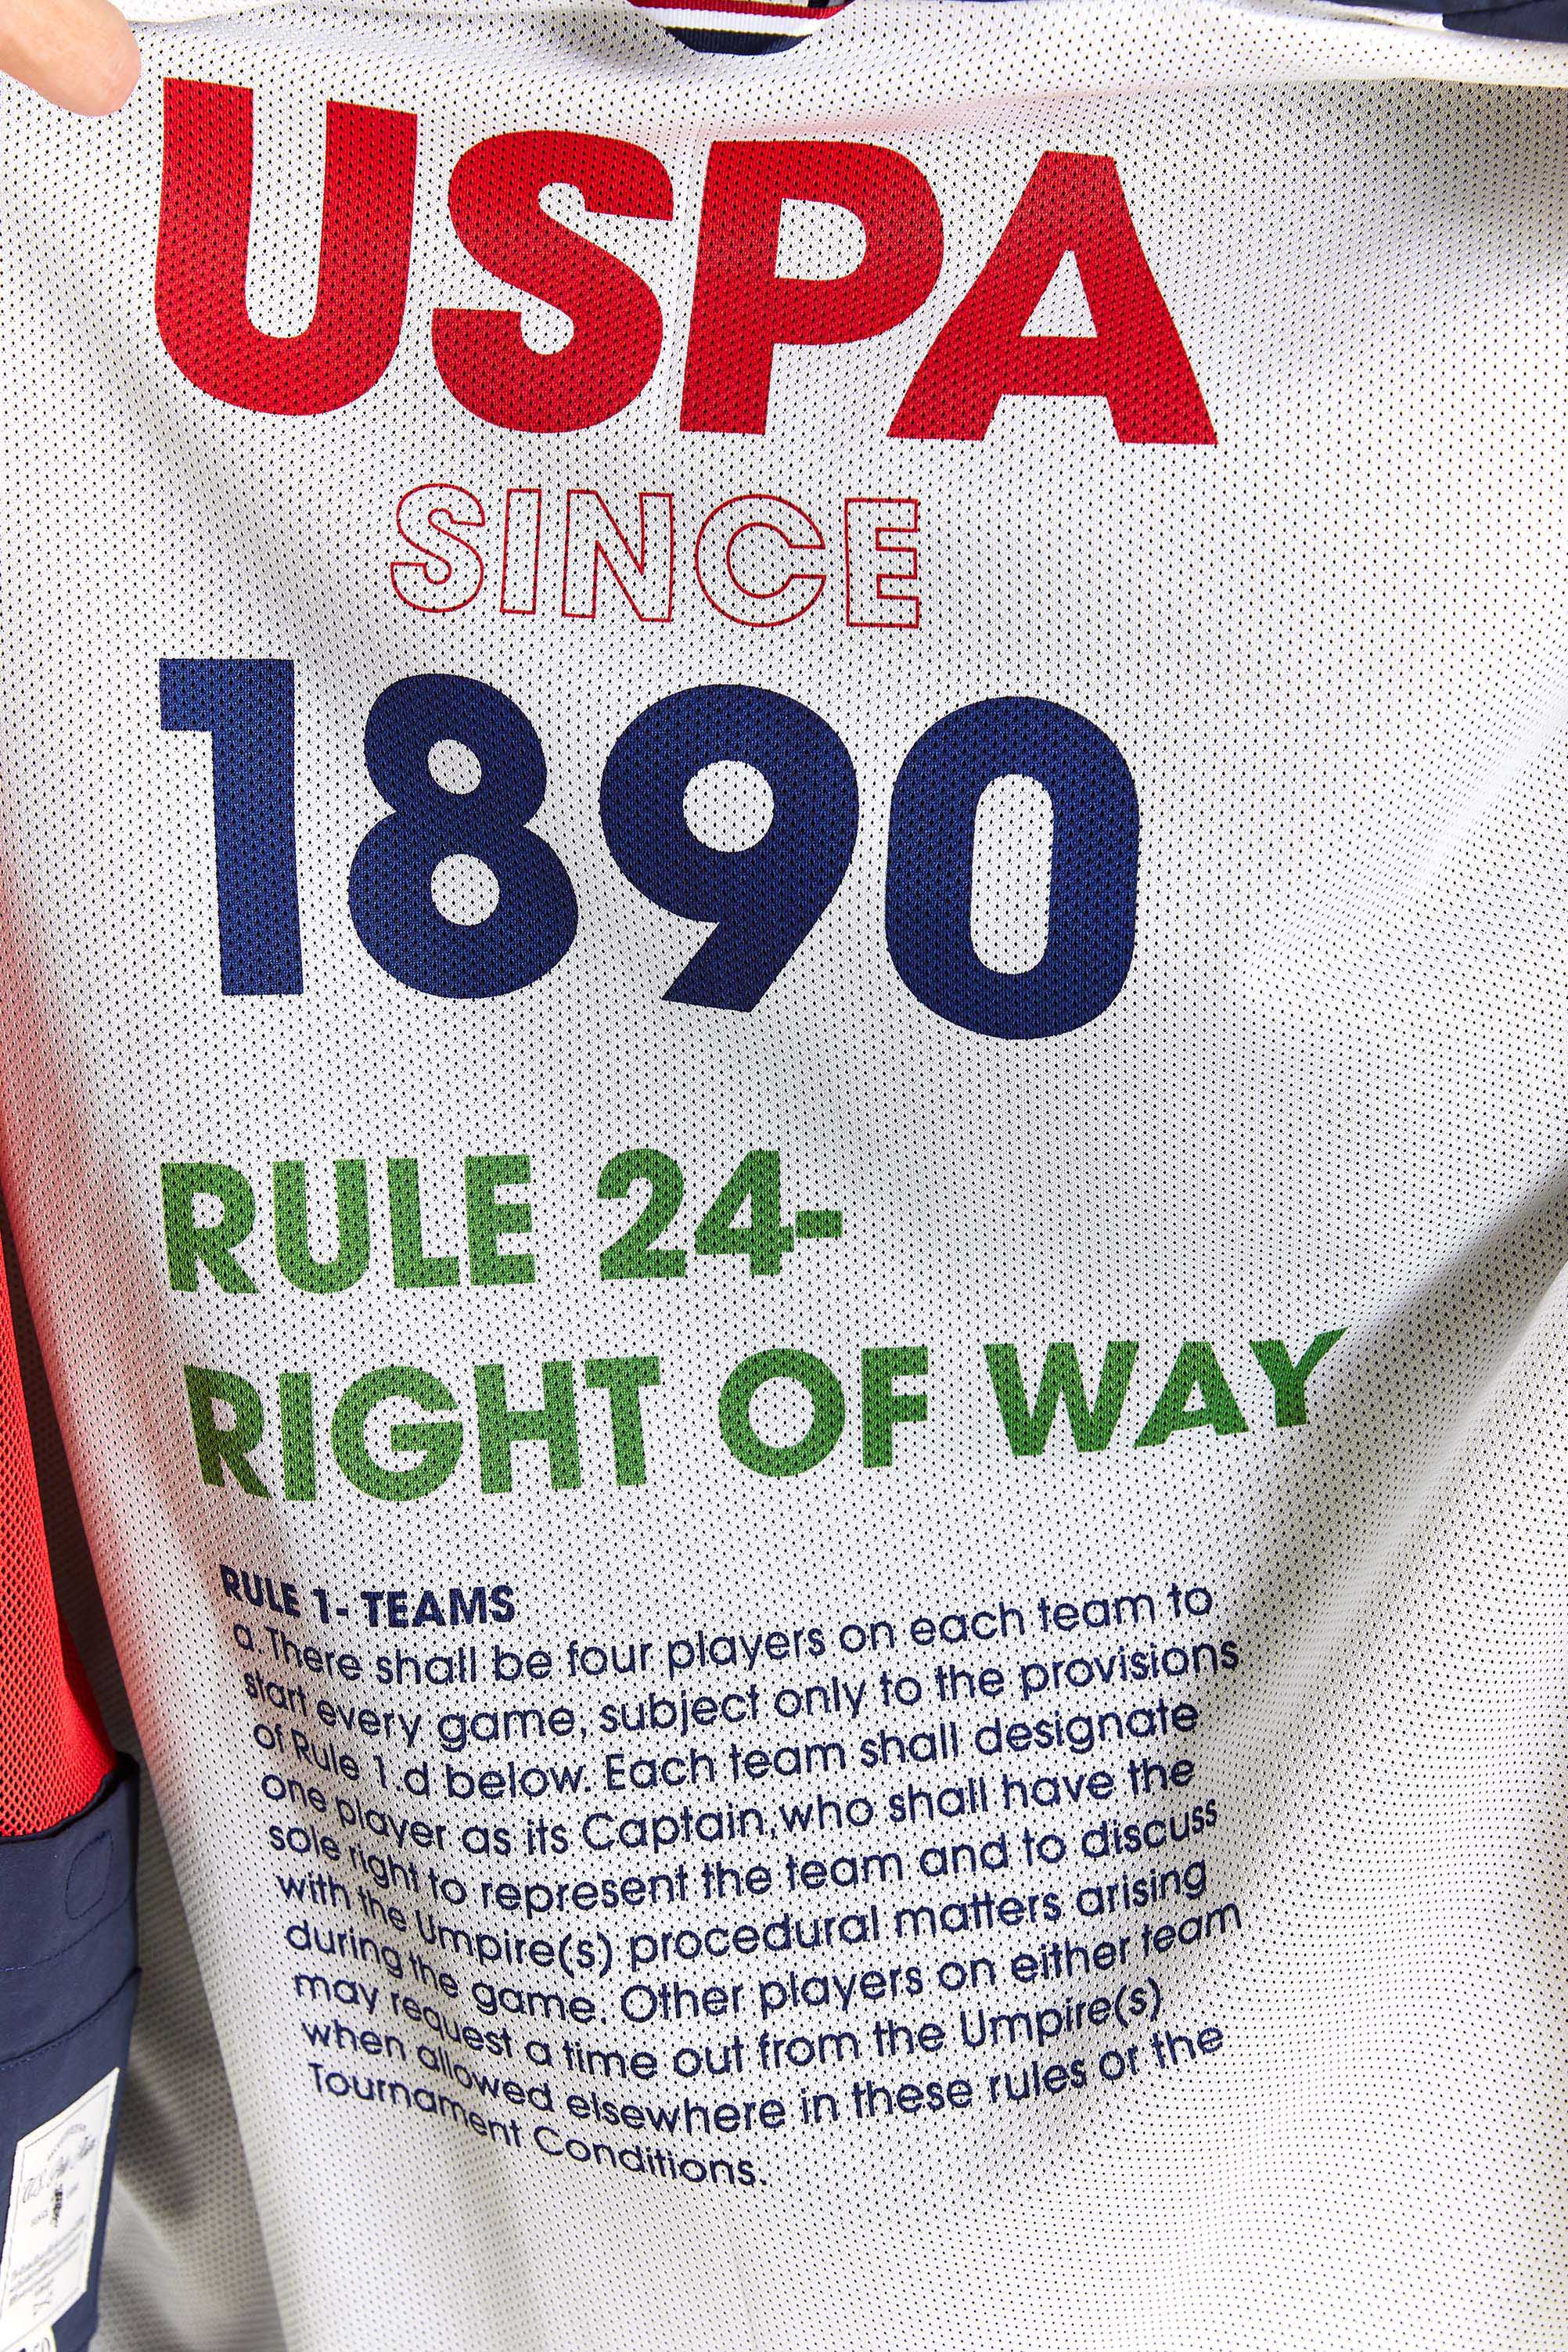 USPA
SINCE
1890
RULE 24-
RIGHT OF WAY
RULE 1- TEAMS
a. There shall be four players on each team to
start every game, subject only to the provisions
of Rule 1.d below. Each team shall designate
one player as its Captain, who shall have the
sole right to represent the team and to discuss
with the Umpire(s) procedural matters arising
during the game. Other players on either team
may request a time out from the Umpire(s)
when allowed elsewhere in these rules or the
Tournament Conditions.